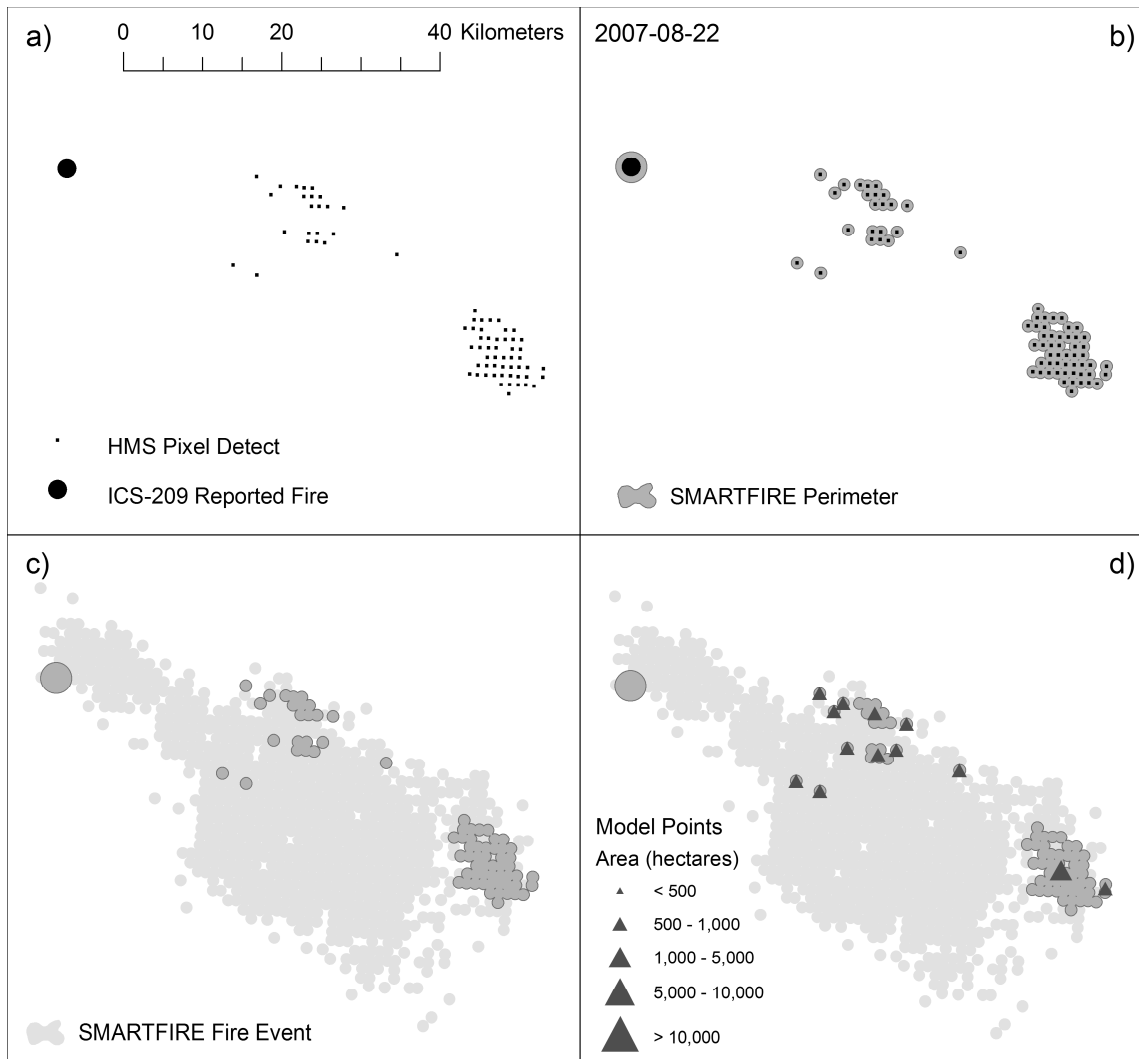 a)
0 10 20 40 Kilometers
HMS Pixel Detect
ICS-209 Reported Fire
2007-08-22
b)
SMARTFIRE Perimeter
c)
SMARTFIRE Fire Event
d)
Model Points
Area (hectares)
< 500
500 - 1,000
1,000 - 5,000
5,000 - 10,000
> 10,000